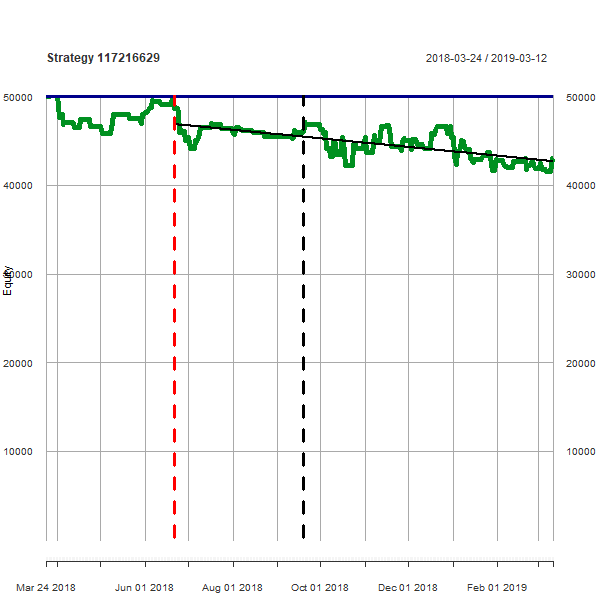 Strategy 117216629
2018-03-24 / 2019-03-12
50000 50000
40000 40000
30000 30000
Equity
20000 20000
10000 10000
Mar 24 2018 Jun 01 2018 Aug 01 2018 Oct 01 2018 Dec 01 2018 Feb 01 2019